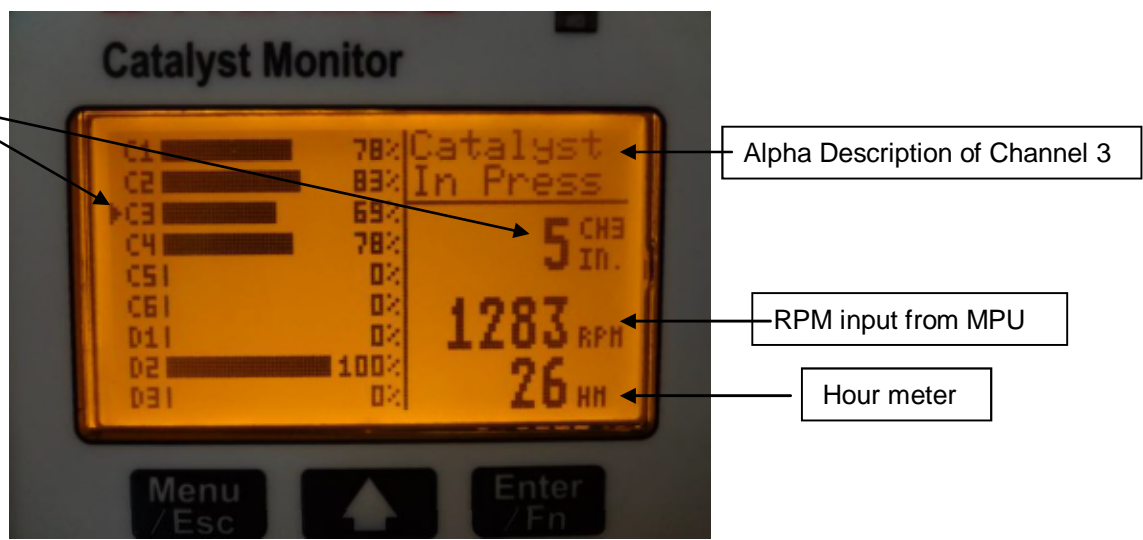 Catalyst Monitor
C1 78%
C2 83%
C3 69%
C4 78%
C5 0%
C6 0%
D1 0%
D2 100%
D3 0%
Catalyst
In Press
5 CH3
In.
1283 RPM
26 HM
Alpha Description of Channel 3
RPM input from MPU
Hour meter
Menu
/Esc
Enter
/Fn